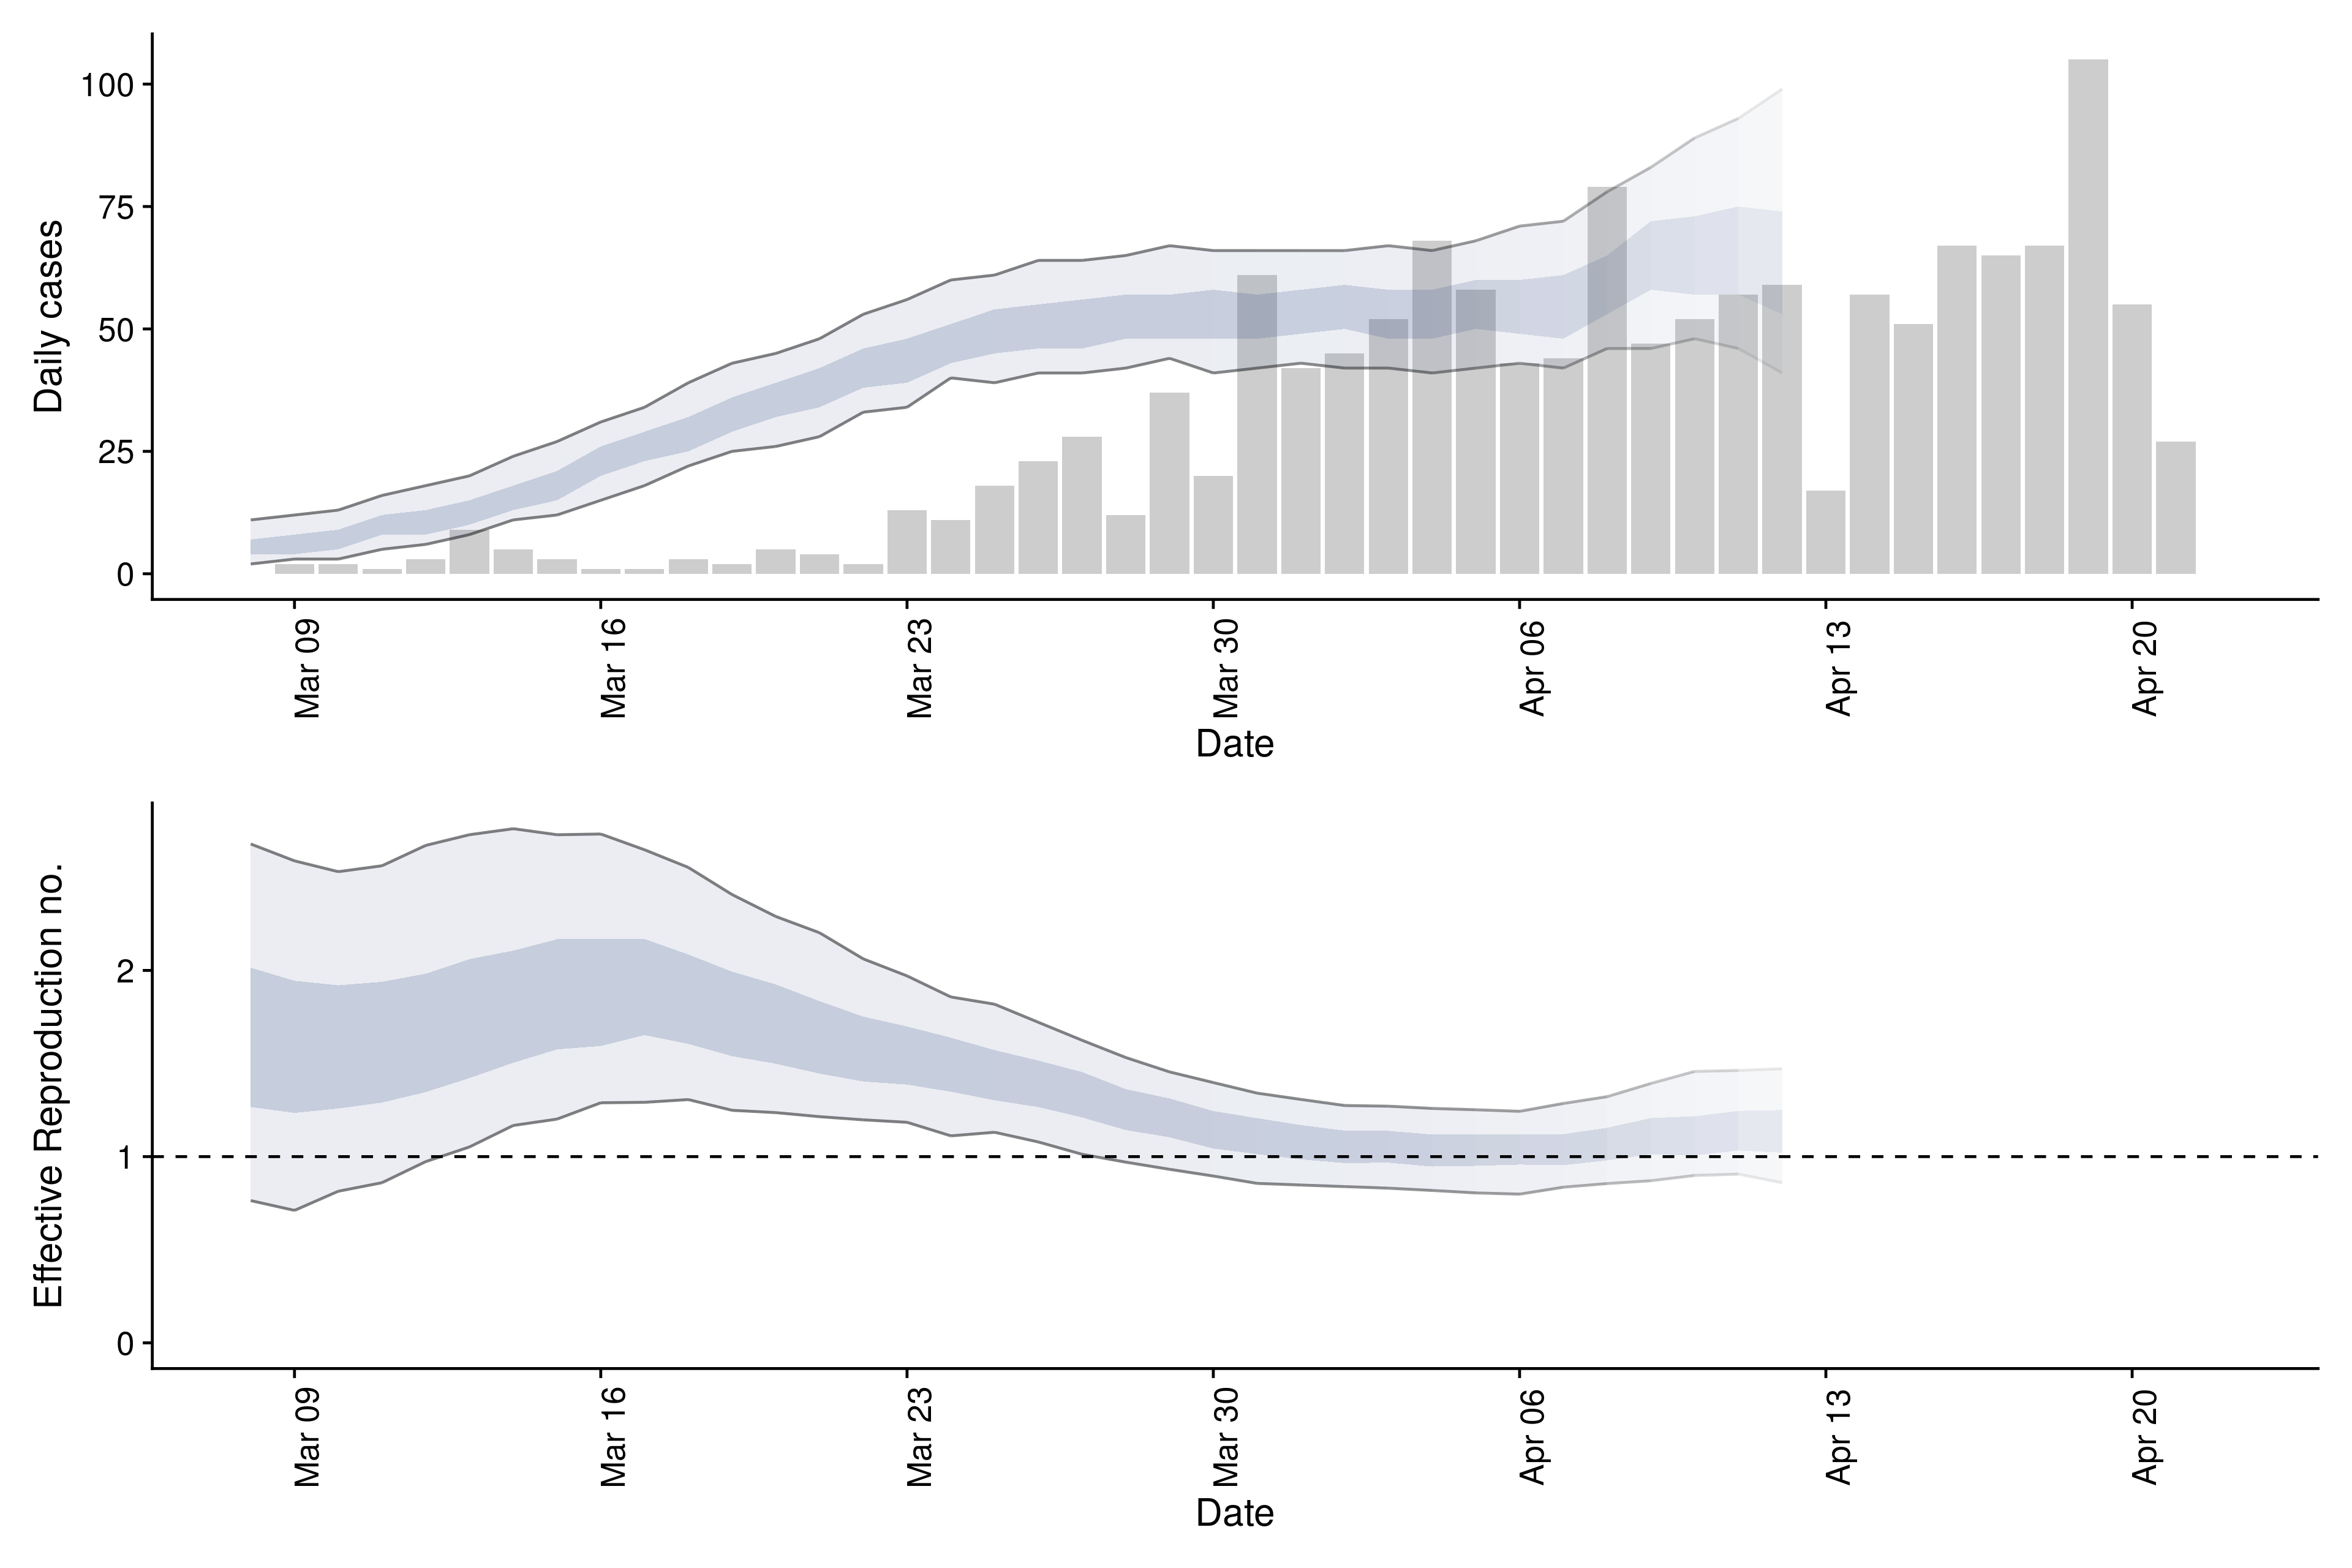 Daily cases
100
75
50
25
0
Mar 09
Mar 16
Mar 23
Mar 30
Apr 06
Apr 13
Apr 20
Date
Effective Reproduction no.
2
1
0
Mar 09
Mar 16
Mar 23
Mar 30
Apr 06
Apr 13
Apr 20
Date